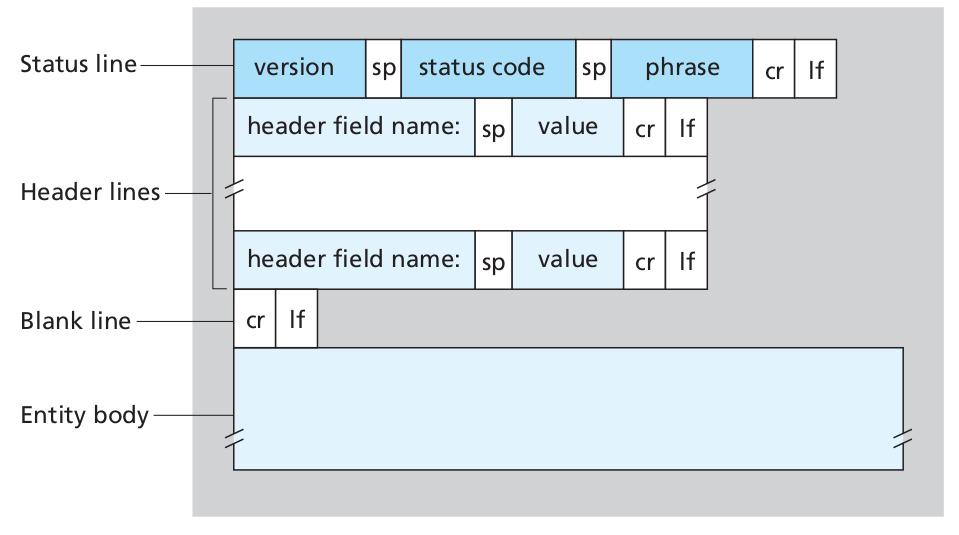 Status line version sp status code sp phrase cr lf
header field name: sp value cr lf
Header lines
header field name: sp value cr lf
Blank line cr lf
Entity body